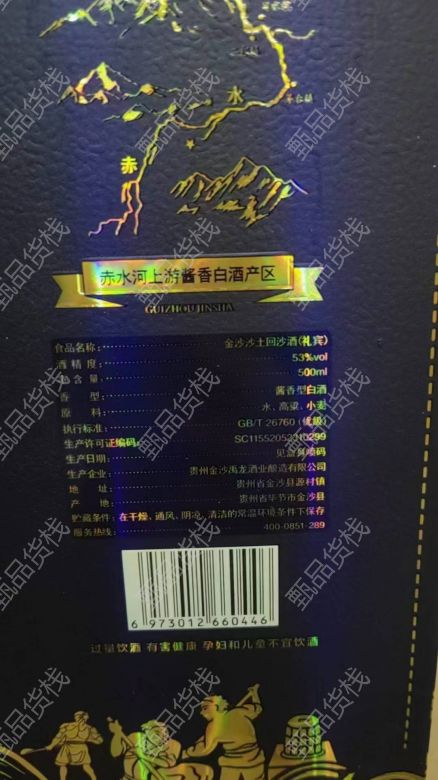 水
赤
赤水河上游酱香白酒产区
GUIZHOU JINSHA
食品名称: 金沙沙土回沙酒(礼宾)
酒精度: 53%vol
总含量: 500ml
香型: 酱香型白酒
原料: 水、高粱、小麦
执行标准: GB/T 26760 (优级)
生产许可证编码: SC11552052310299
生产日期: 见盒身喷码
生产企业: 贵州金沙禹龙酒业酿造有限公司
地址: 贵州省金沙县源村镇
产地: 贵州省毕节市金沙县
贮藏条件: 在干燥、通风、阴凉、清洁的常温环境条件下保存
服务热线: 400-0851-289
6 973012 660446
过量饮酒 有害健康 孕妇和儿童不宜饮酒
甄品货栈